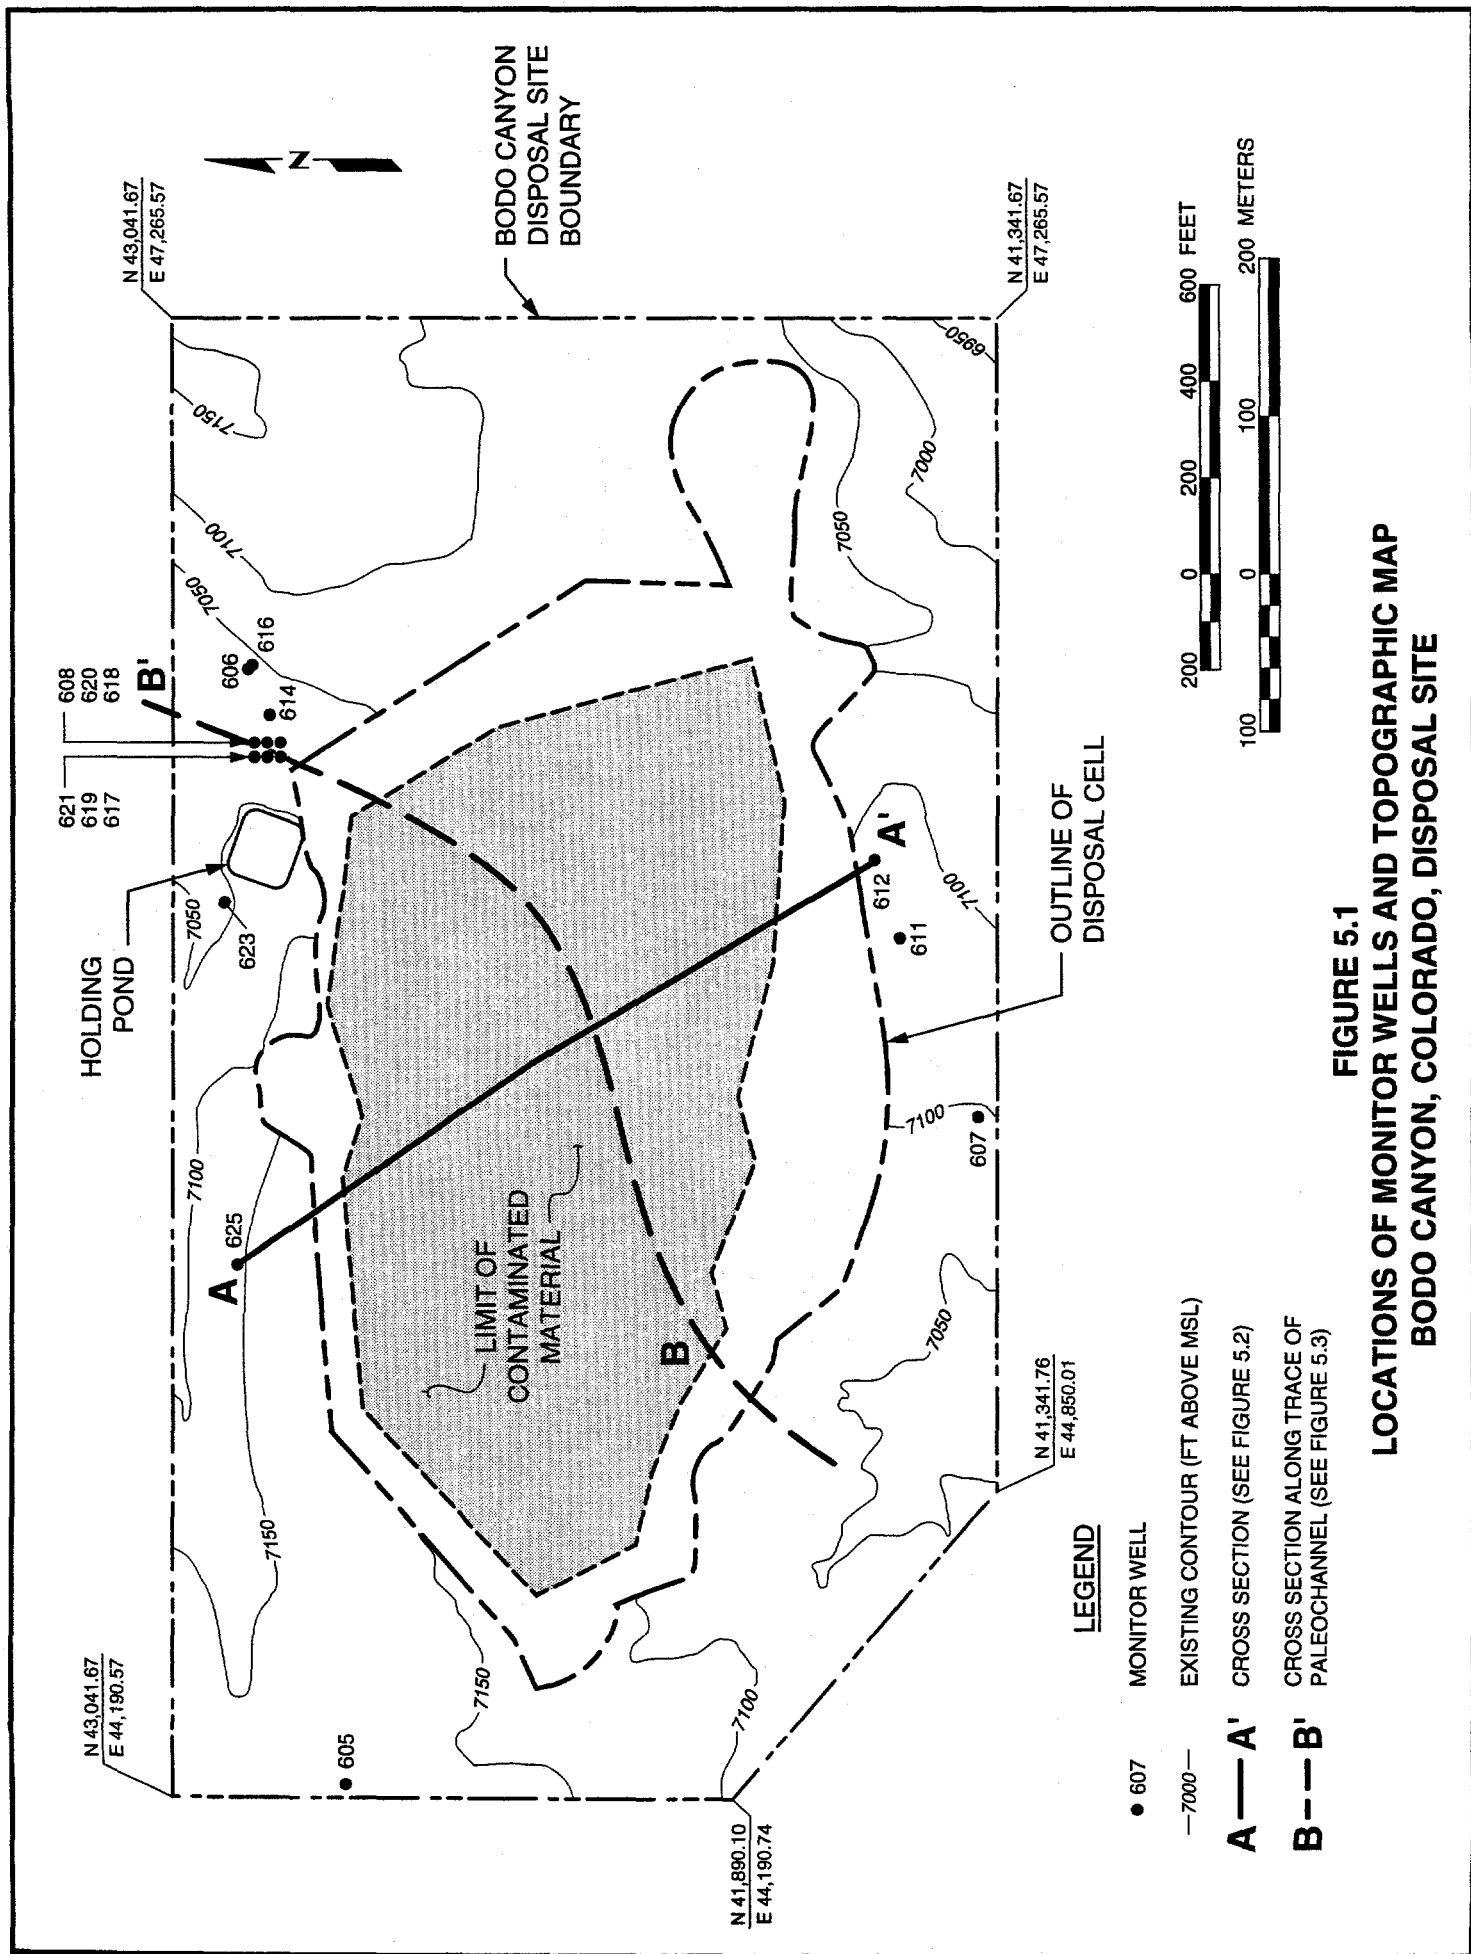 N 43,041.67
E 44,190.57
HOLDING
POND
621
619
617
608
620
618
B'
N 43,041.67
E 47,265.57
N
BODO CANYON
DISPOSAL SITE
BOUNDARY
605
7150
7100
A
625
7050
623
614
606
616
7050
7100
7150
7150
7100
LIMIT OF
CONTAMINATED
MATERIAL
B
7050
607
7100
611
612
A'
7100
7050
7000
6950
N 41,890.10
E 44,190.74
N 41,341.76
E 44,850.01
OUTLINE OF
DISPOSAL CELL
N 41,341.67
E 47,265.57
LEGEND
607 MONITOR WELL
7000 EXISTING CONTOUR (FT ABOVE MSL)
A A' CROSS SECTION (SEE FIGURE 5.2)
B B' CROSS SECTION ALONG TRACE OF
PALEOCHANNEL (SEE FIGURE 5.3)
200 0 200 400 600 FEET
100 0 100 200 METERS
FIGURE 5.1
LOCATIONS OF MONITOR WELLS AND TOPOGRAPHIC MAP
BODO CANYON, COLORADO, DISPOSAL SITE